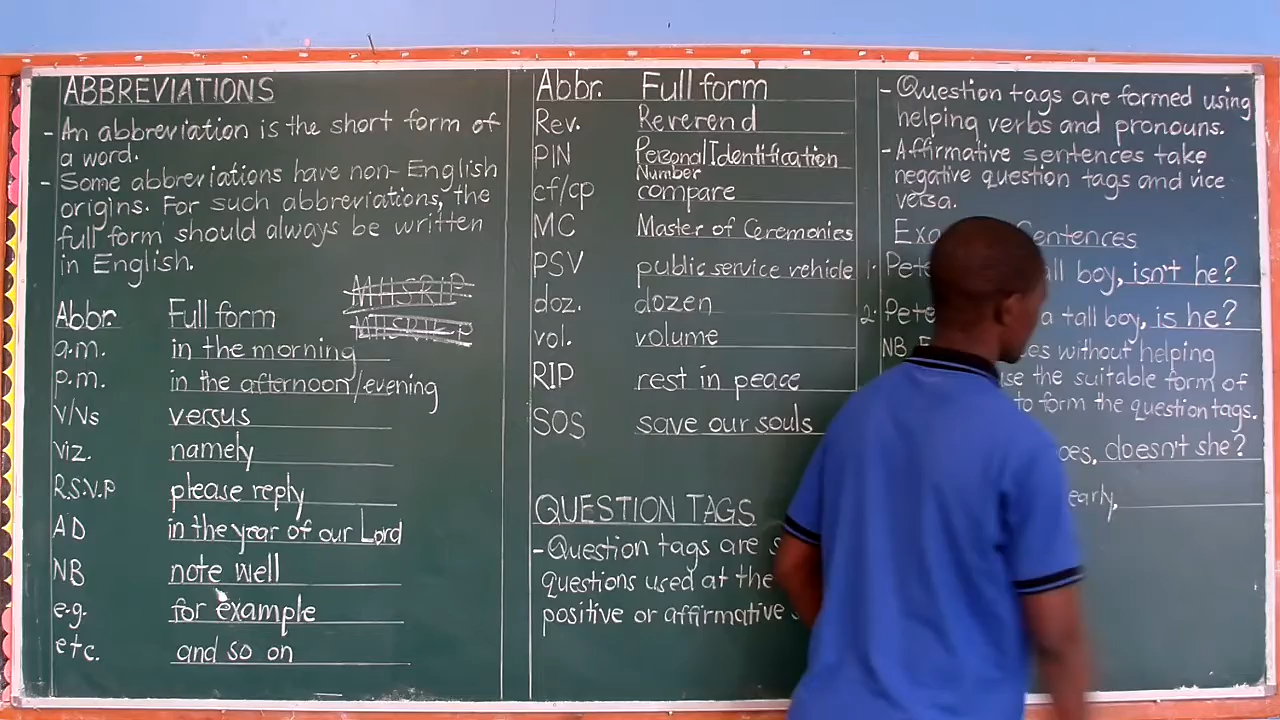 ABBREVIATIONS
- An abbreviation is the short form of
a word.
- Some abbreviations have non-English
origins. For such abbreviations, the
full form should always be written
in English.
Abbr. Full form
a.m. in the morning
p.m. in the afternoon/evening
v/vs versus
viz. namely
R.S.V.P please reply
AD in the year of our Lord
NB note well
e.g. for example
etc. and so on
Abbr. Full form
Rev. Reverend
PIN Personal Identification
Number
cf/cp compare
MC Master of Ceremonies
PSV public service vehicle
doz. dozen
vol. volume
RIP rest in peace
SOS save our souls
QUESTION TAGS
- Question tags are
questions used at the
positive or affirmative
- Question tags are formed using
helping verbs and pronouns.
- Affirmative sentences take
negative question tags and vice
versa.
Sentences
1. boy, isn't he?
2. a tall boy, is he?
NB without helping
the suitable form of
to form the question tags.
doesn't she?
early,